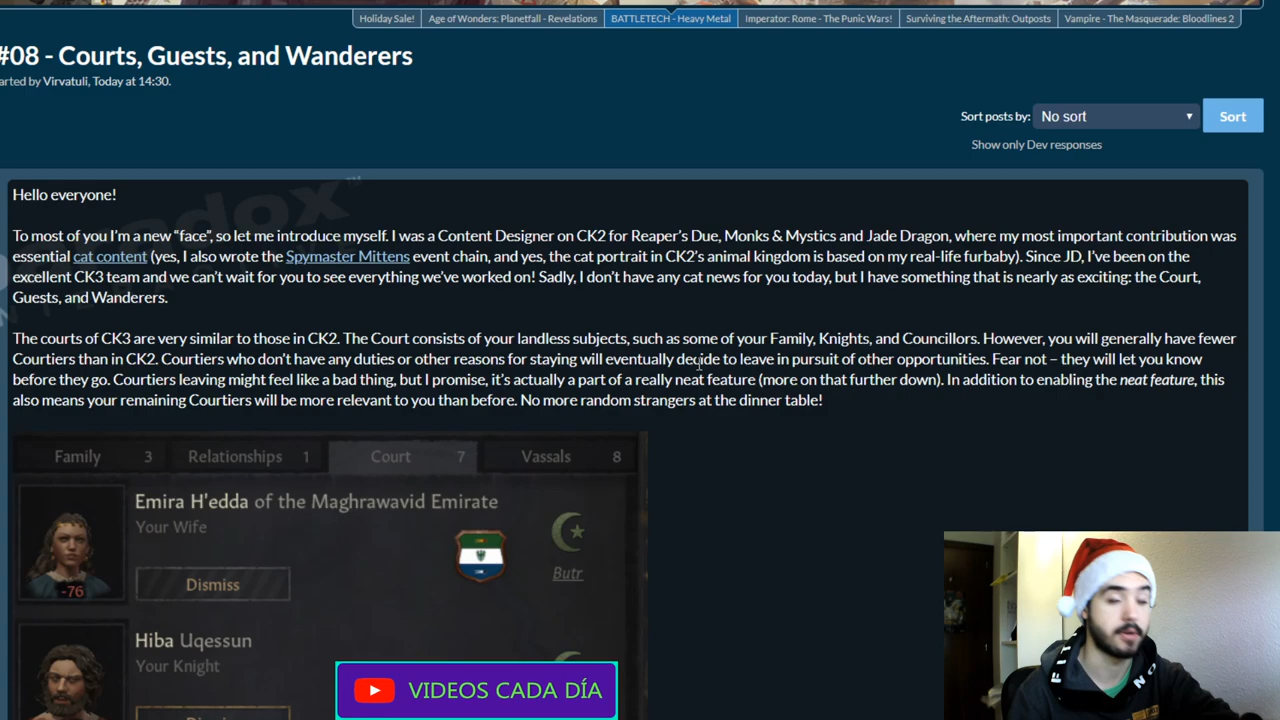 Holiday Sale! Age of Wonders: Planetfall - Revelations BATTLETECH - Heavy Metal Imperator: Rome - The Punic Wars! Surviving the Aftermath: Outposts Vampire - The Masquerade: Bloodlines 2
#08 - Courts, Guests, and Wanderers
arted by Virvatuli, Today at 14:30.
Sort posts by: No sort Sort
Show only Dev responses
Hello everyone!
To most of you I'm a new “face”, so let me introduce myself. I was a Content Designer on CK2 for Reaper's Due, Monks & Mystics and Jade Dragon, where my most important contribution was
essential cat content (yes, I also wrote the Spymaster Mittens event chain, and yes, the cat portrait in CK2's animal kingdom is based on my real-life furbaby). Since JD, I've been on the
excellent CK3 team and we can't wait for you to see everything we've worked on! Sadly, I don't have any cat news for you today, but I have something that is nearly as exciting: the Court,
Guests, and Wanderers.
The courts of CK3 are very similar to those in CK2. The Court consists of your landless subjects, such as some of your Family, Knights, and Councillors. However, you will generally have fewer
Courtiers than in CK2. Courtiers who don't have any duties or other reasons for staying will eventually decide to leave in pursuit of other opportunities. Fear not – they will let you know
before they go. Courtiers leaving might feel like a bad thing, but I promise, it's actually a part of a really neat feature (more on that further down). In addition to enabling the neat feature, this
also means your remaining Courtiers will be more relevant to you than before. No more random strangers at the dinner table!
Family 3 Relationships 1 Court 7 Vassals 8
Emira H'edda of the Maghrawavid Emirate
Your Wife
-76
Dismiss
Butr
Hiba Uqessun
Your Knight
VIDEOS CADA DÍA